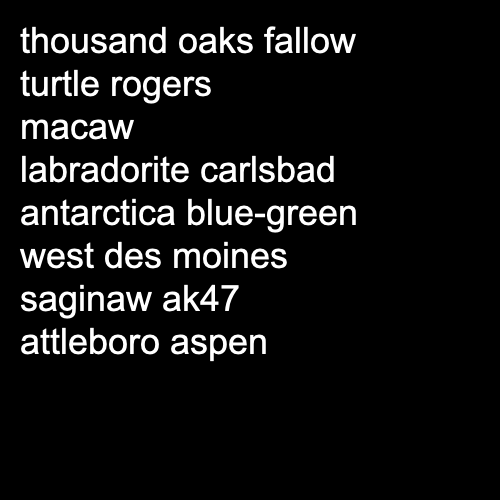 thousand oaks fallow
turtle rogers
macaw
labradorite carlsbad
antarctica blue-green
west des moines
saginaw ak47
attleboro aspen